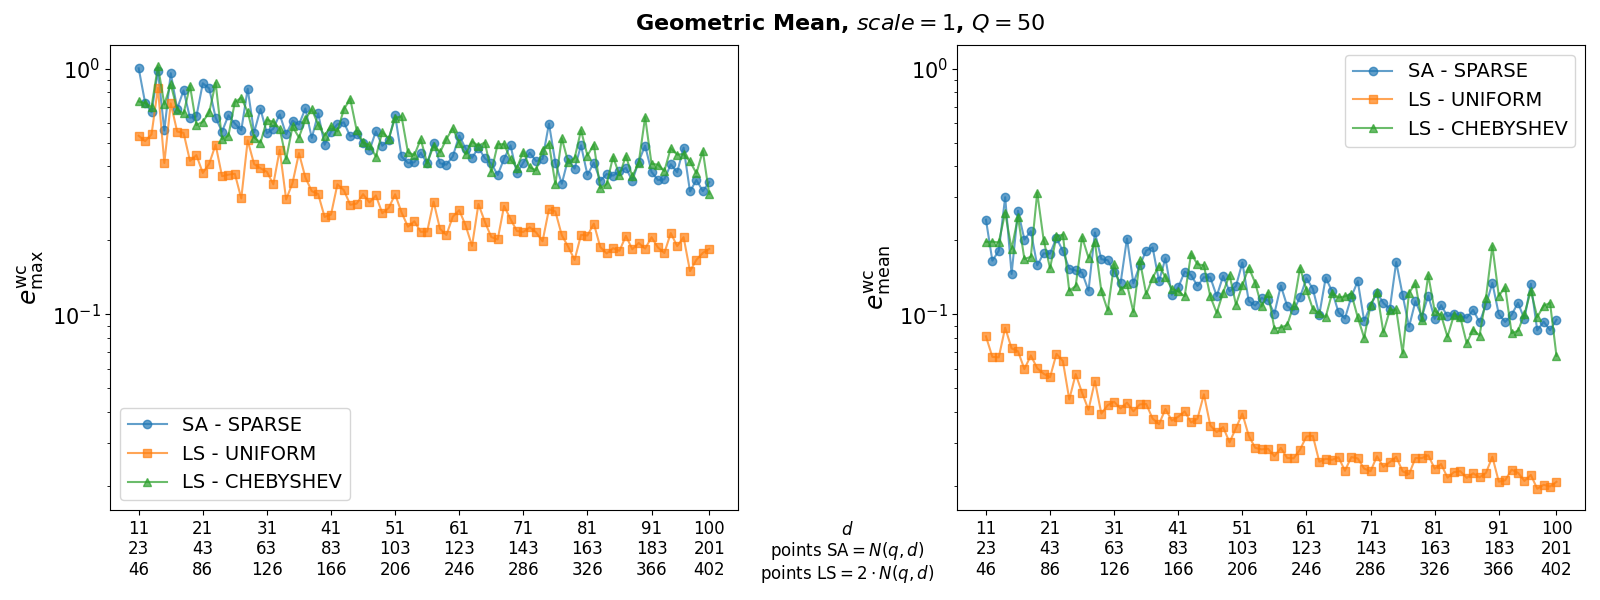 Geometric Mean, scale = 1, Q = 50
10⁰
10⁻¹
e^wc_max
SA - SPARSE
LS - UNIFORM
LS - CHEBYSHEV
11 21 31 41 51 61 71 81 91 100
23 43 63 83 103 123 143 163 183 201
46 86 126 166 206 246 286 326 366 402
d
points SA = N(q, d)
points LS = 2 · N(q, d)
10⁰
10⁻¹
e^wc_mean
SA - SPARSE
LS - UNIFORM
LS - CHEBYSHEV
11 21 31 41 51 61 71 81 91 100
23 43 63 83 103 123 143 163 183 201
46 86 126 166 206 246 286 326 366 402